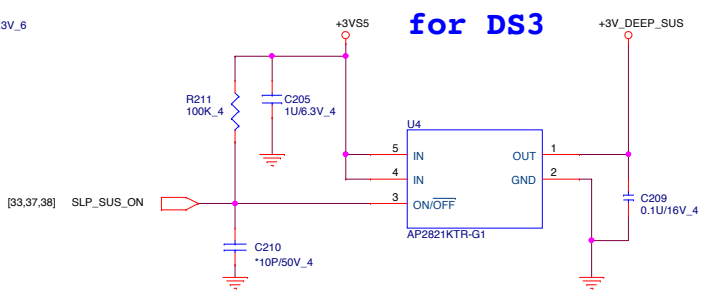 3V_6
+3VS5
for DS3
+3V_DEEP_SUS
R211
100K_4
C205
1U/6.3V_4
U4
5 IN OUT 1
4 IN GND 2
3 ON/OFF
AP2821KTR-G1
[33,37,38] SLP_SUS_ON
C209
0.1U/16V_4
C210
*10P/50V_4